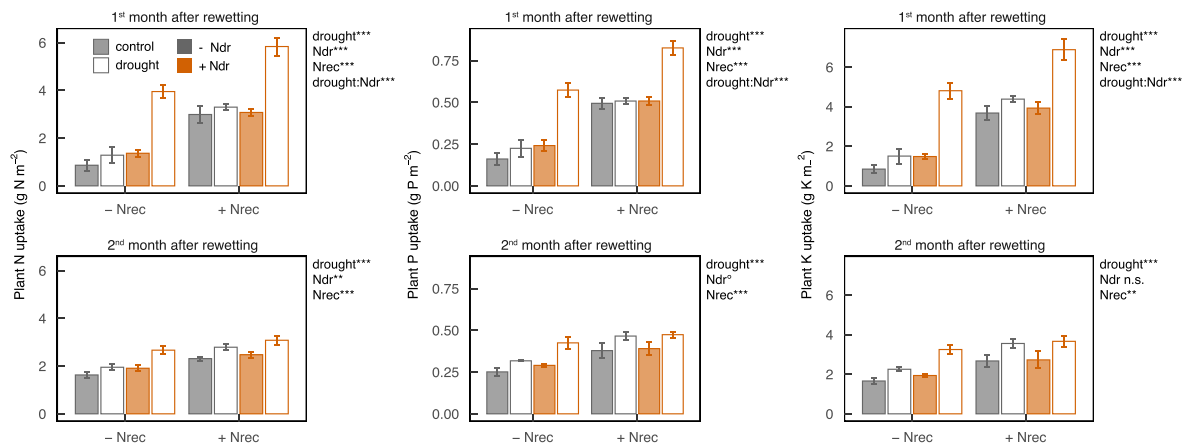 1st month after rewetting
6
4
2
0
control
drought
- Ndr
+ Ndr
drought***
Ndr***
Nrec***
drought:Ndr***
– Nrec
+ Nrec
Plant N uptake (g N m⁻²)
1st month after rewetting
0.75
0.50
0.25
0.00
drought***
Ndr***
Nrec***
drought:Ndr***
– Nrec
+ Nrec
Plant P uptake (g P m⁻²)
1st month after rewetting
6
4
2
0
drought***
Ndr***
Nrec***
drought:Ndr***
– Nrec
+ Nrec
Plant K uptake (g K m₋²)
2nd month after rewetting
6
4
2
0
drought***
Ndr**
Nrec***
– Nrec
+ Nrec
2nd month after rewetting
0.75
0.50
0.25
0.00
drought***
Ndr°
Nrec***
– Nrec
+ Nrec
2nd month after rewetting
6
4
2
0
drought***
Ndr n.s.
Nrec**
– Nrec
+ Nrec